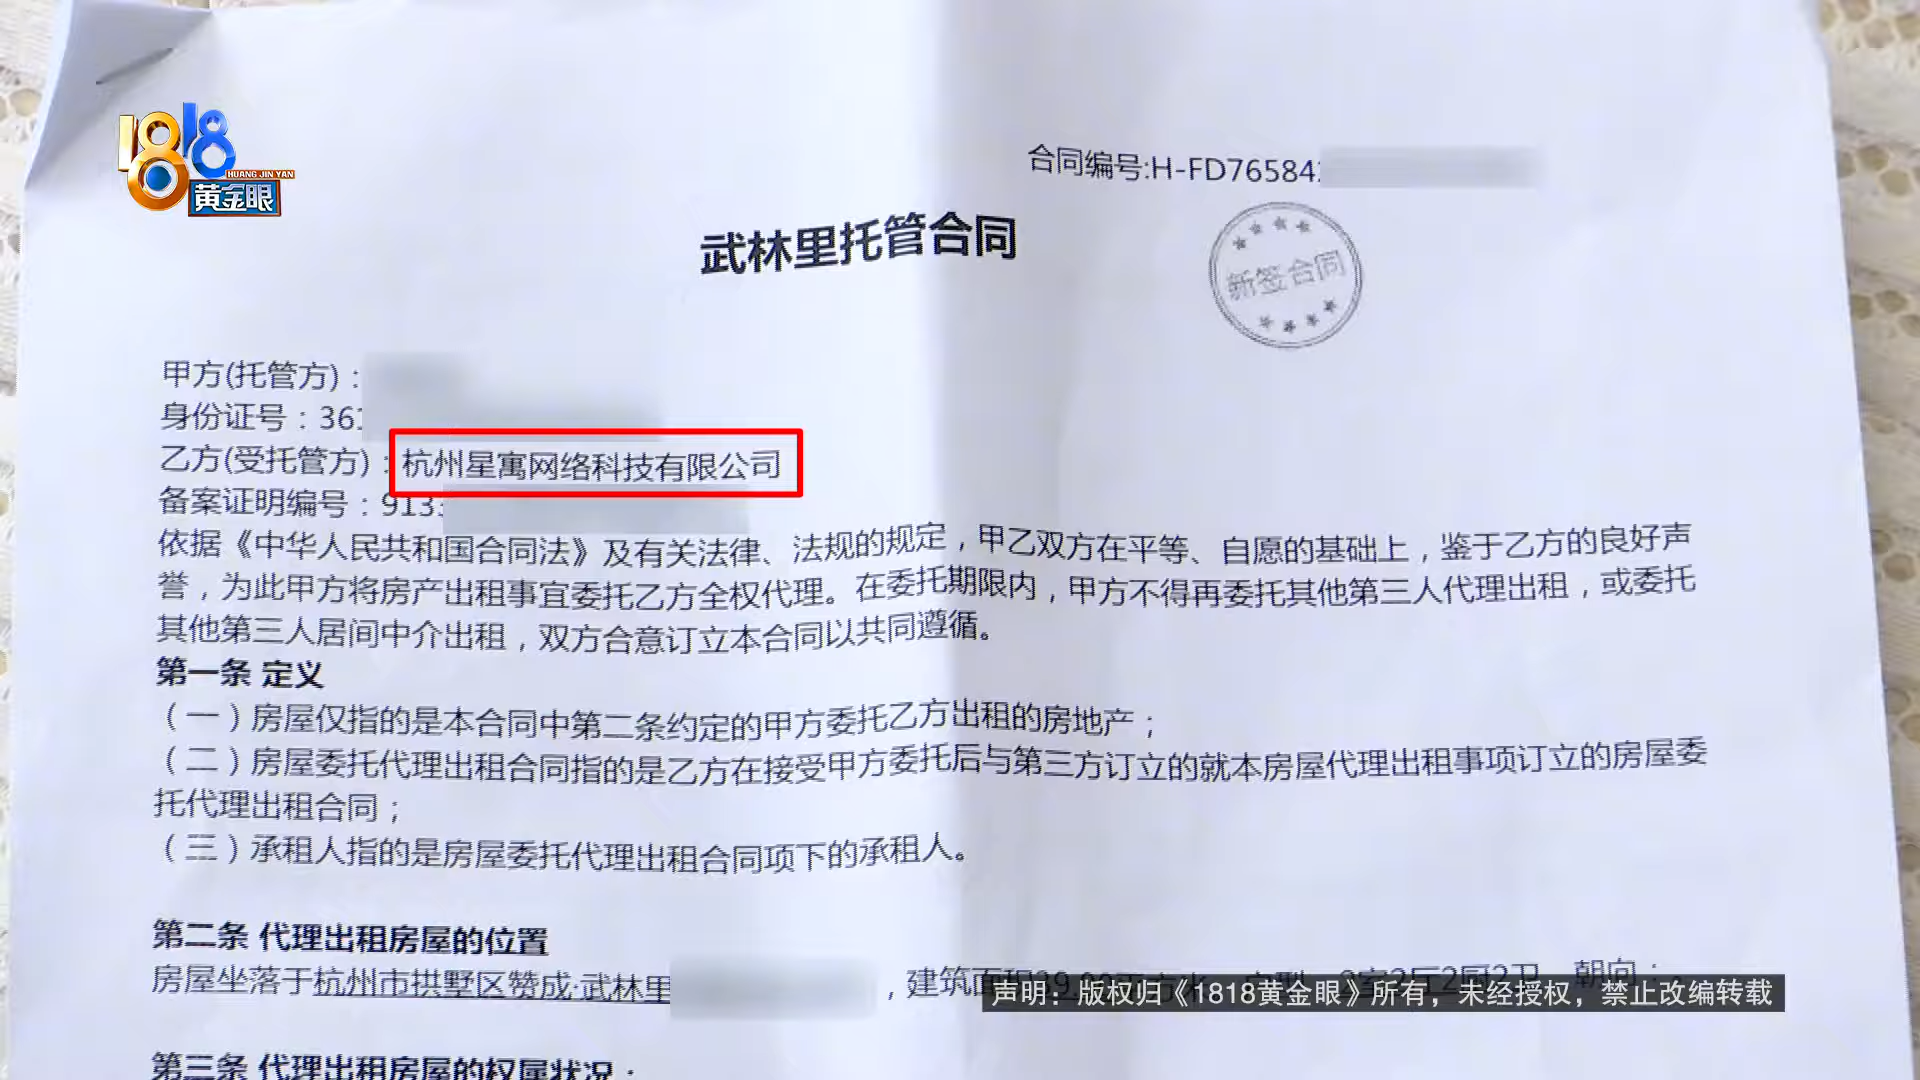 1818
HUANG JIN YAN
黄金眼
合同编号:H-FD76584
武林里托管合同
新签合同
甲方(托管方)：
身份证号：361
乙方(受托管方)：杭州星寓网络科技有限公司
备案证明编号：913
依据《中华人民共和国合同法》及有关法律、法规的规定，甲乙双方在平等、自愿的基础上，鉴于乙方的良好声
誉，为此甲方将房产出租事宜委托乙方全权代理。在委托期限内，甲方不得再委托其他第三人代理出租，或委托
其他第三人居间中介出租，双方合意订立本合同以共同遵循。
第一条 定义
（一）房屋仅指的是本合同中第二条约定的甲方委托乙方出租的房地产；
（二）房屋委托代理出租合同指的是乙方在接受甲方委托后与第三方订立的就本房屋代理出租事项订立的房屋委
托代理出租合同；
（三）承租人指的是房屋委托代理出租合同项下的承租人。
第二条 代理出租房屋的位置
房屋坐落于杭州市拱墅区赞成·武林里，建筑面积
声明：版权归《1818黄金眼》所有，未经授权，禁止改编转载
第三条 代理出租房屋的权属状况：